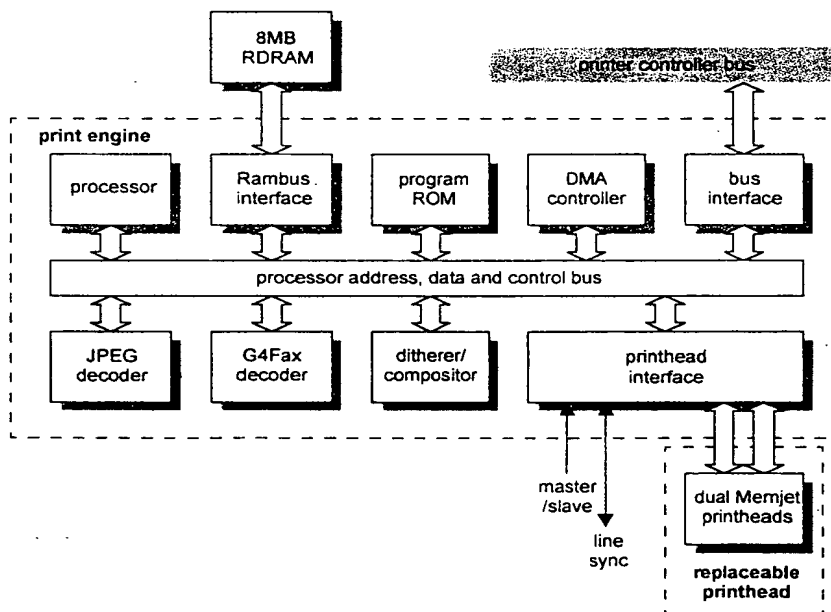 8MB
RDRAM
printer controller bus
print engine
processor
Rambus
interface
program
ROM
DMA
controller
bus
interface
processor address, data and control bus
JPEG
decoder
G4Fax
decoder
ditherer/
compositor
printhead
interface
master
/slave
line
sync
dual Memjet
printheads
replaceable
printhead